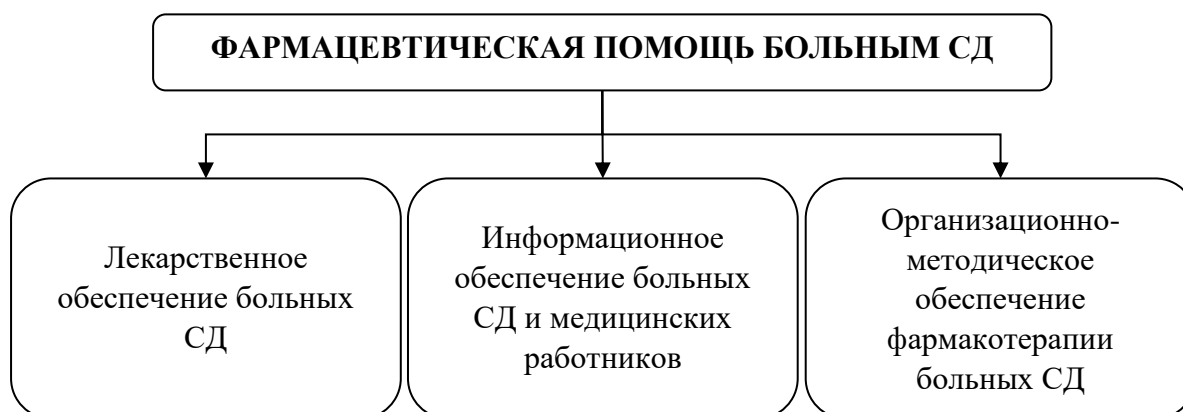 ФАРМАЦЕВТИЧЕСКАЯ ПОМОЩЬ БОЛЬНЫМ СД
Лекарственное
обеспечение больных
СД
Информационное
обеспечение больных
СД и медицинских
работников
Организационно-
методическое
обеспечение
фармакотерапии
больных СД